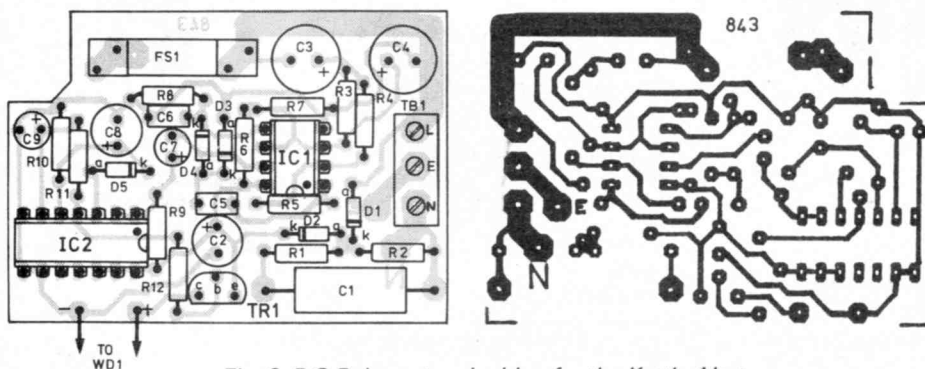 843
FS1
C3
C4
R8
D3
R7
R3
R4
TB1
k
a
L
C9
C8
C6
C7
R6
IC1
E
R10
R11
a
k
D5
D4
a
k
a
R5
N
C5
D2
D1
R9
k
a
k
IC2
C2
R1
R2
R12
c b e
C1
TR1
N
− +
TO
WD1
843
E
N